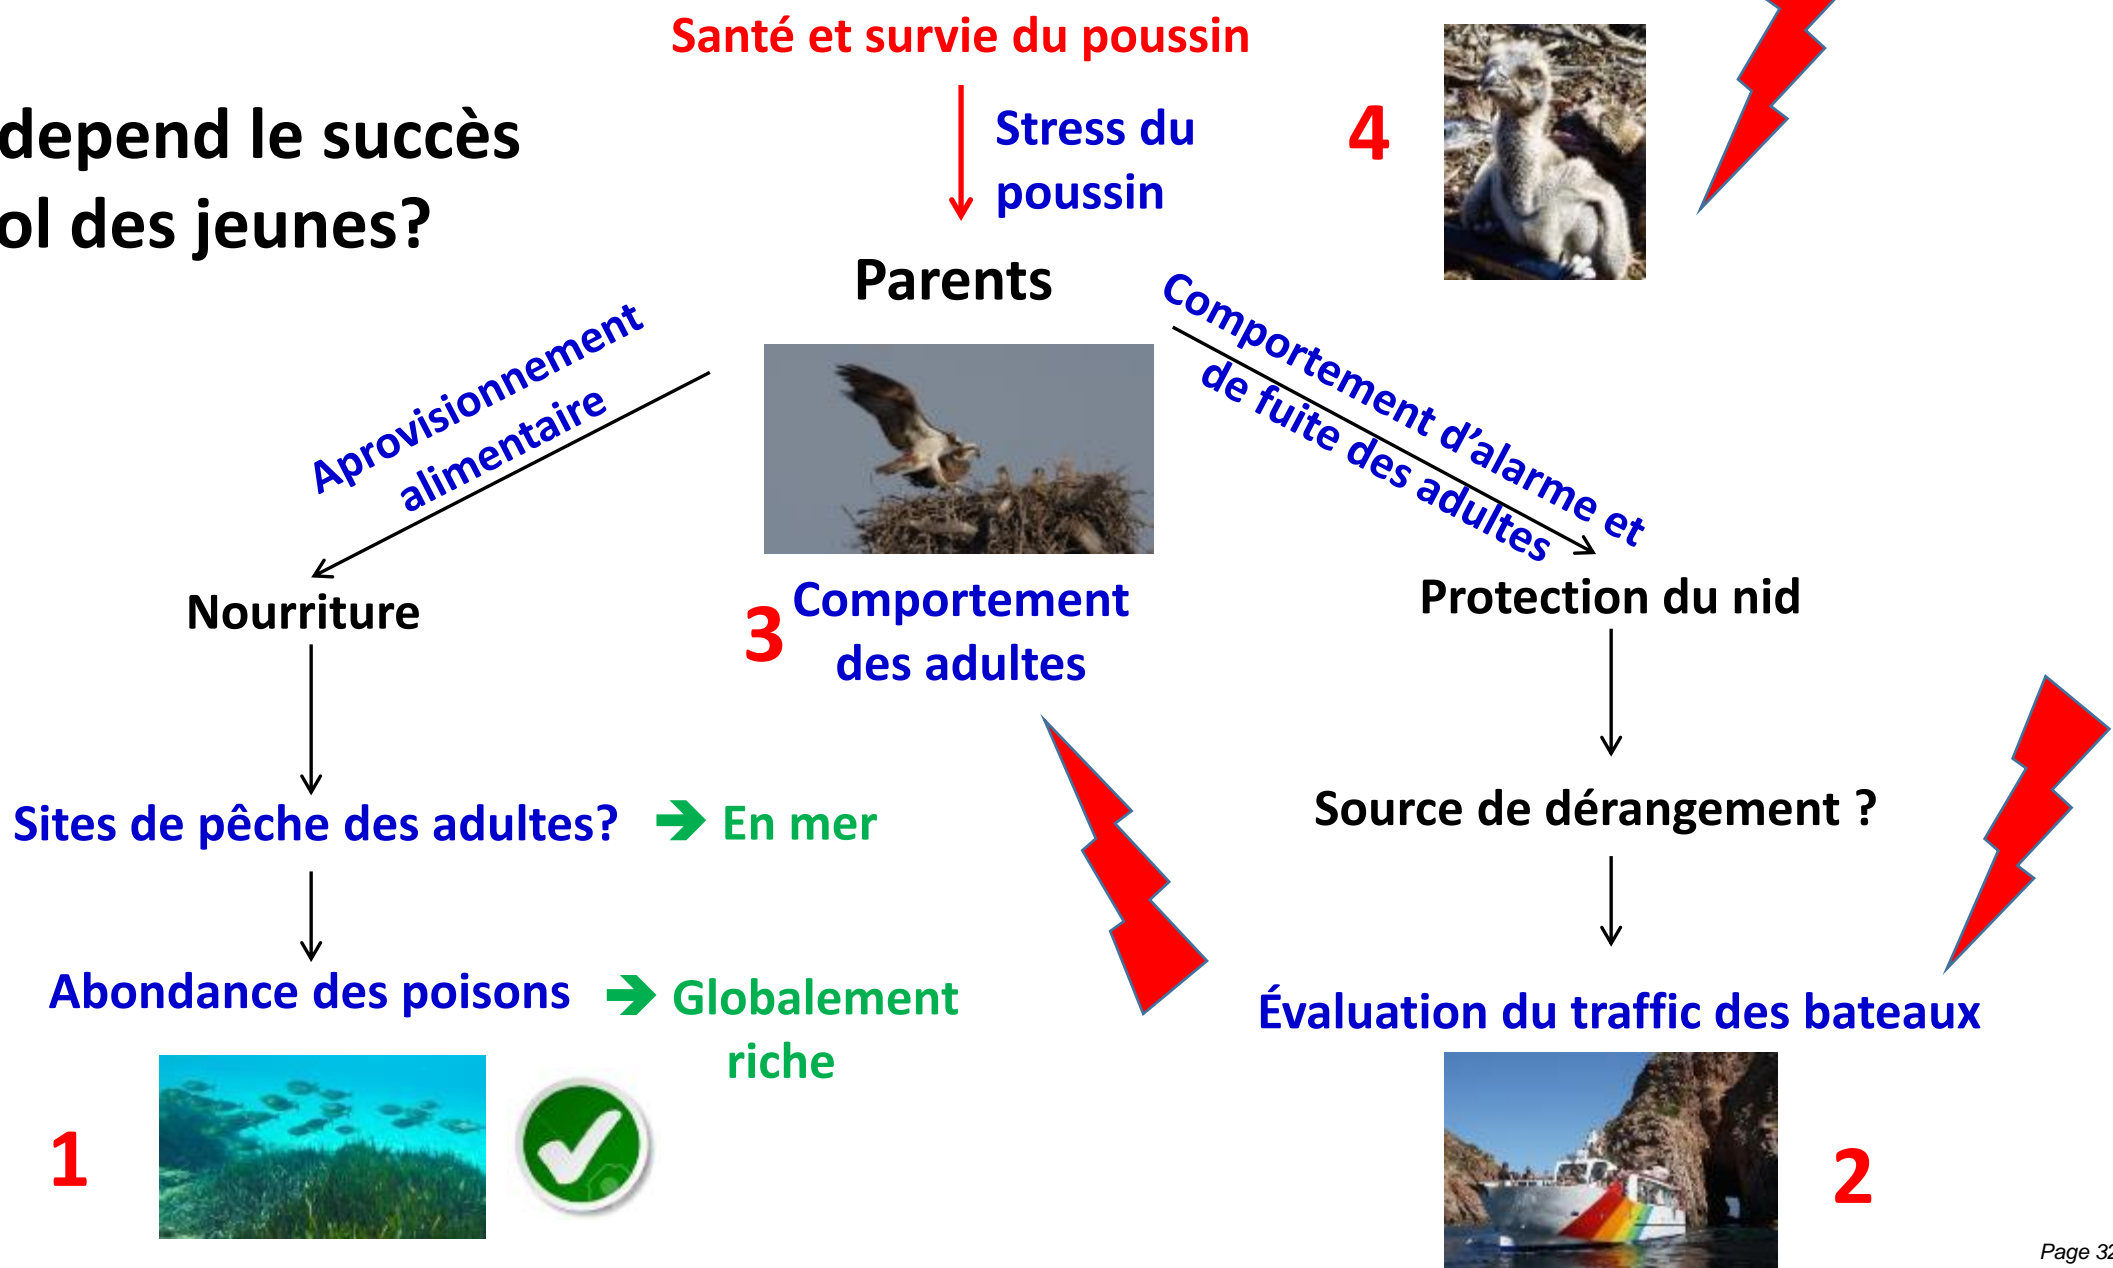 Santé et survie du poussin
depend le succès
ol des jeunes?
Stress du
poussin
4
Parents
Aprovisionnement
alimentaire
Comportement d’alarme et
de fuite des adultes
Nourriture
3
Comportement
des adultes
Protection du nid
Sites de pêche des adultes? ➔ En mer
Source de dérangement ?
Abondance des poisons ➔ Globalement
riche
Évaluation du traffic des bateaux
1
2
Page 32